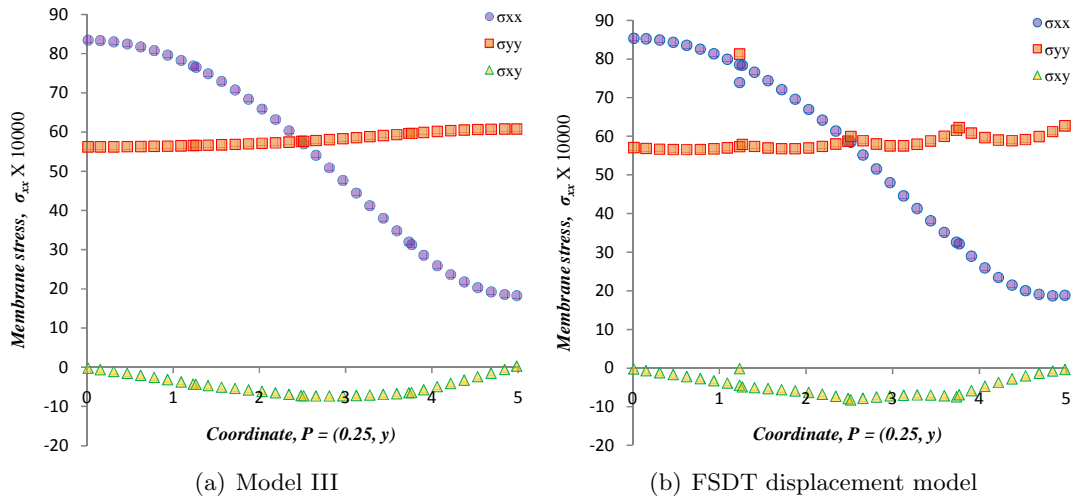 90
80
70
60
50
40
30
20
10
0
-10
-20
0 1 2 3 4 5
Membrane stress, σxx X 10000
Coordinate, P = (0.25, y)
σxx
σyy
σxy
(a) Model III
90
80
70
60
50
40
30
20
10
0
-10
-20
0 1 2 3 4 5
Membrane stress, σxx X 10000
Coordinate, P = (0.25, y)
σxx
σyy
σxy
(b) FSDT displacement model